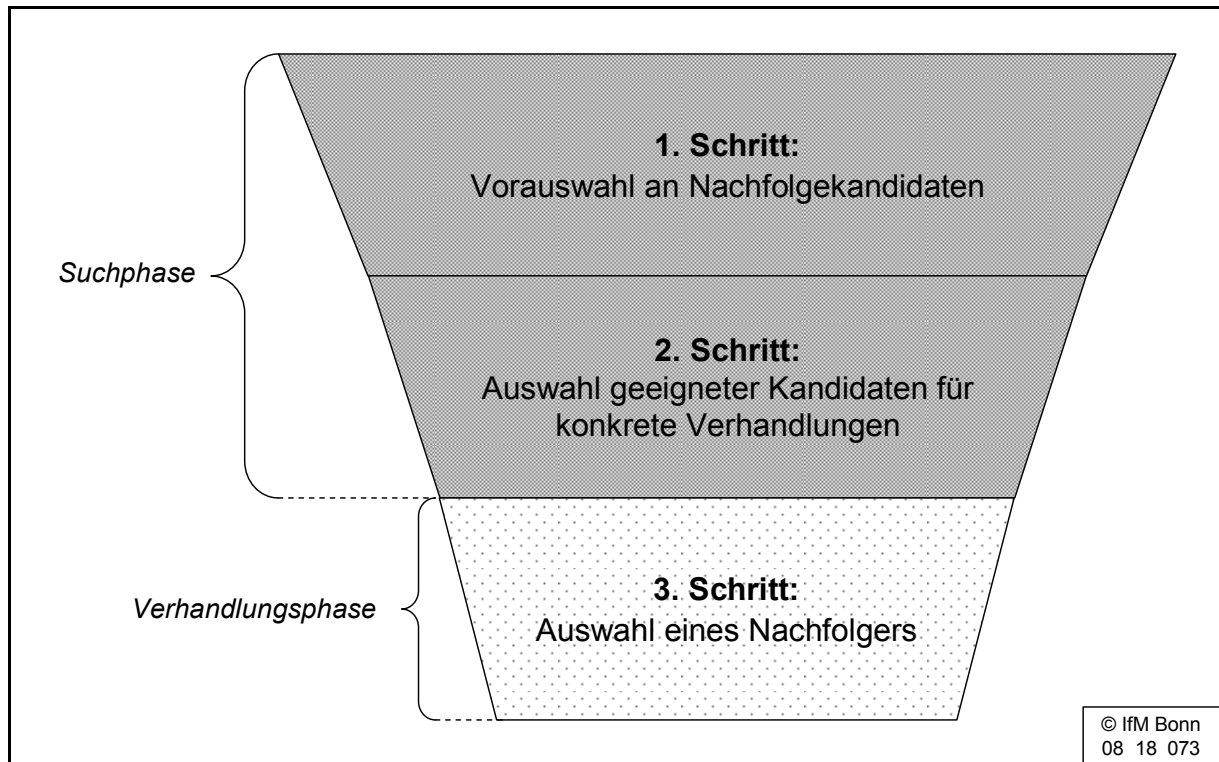 1. Schritt:
Vorauswahl an Nachfolgekandidaten
Suchphase
2. Schritt:
Auswahl geeigneter Kandidaten für
konkrete Verhandlungen
3. Schritt:
Verhandlungsphase
Auswahl eines Nachfolgers
© IfM Bonn
08 18 073